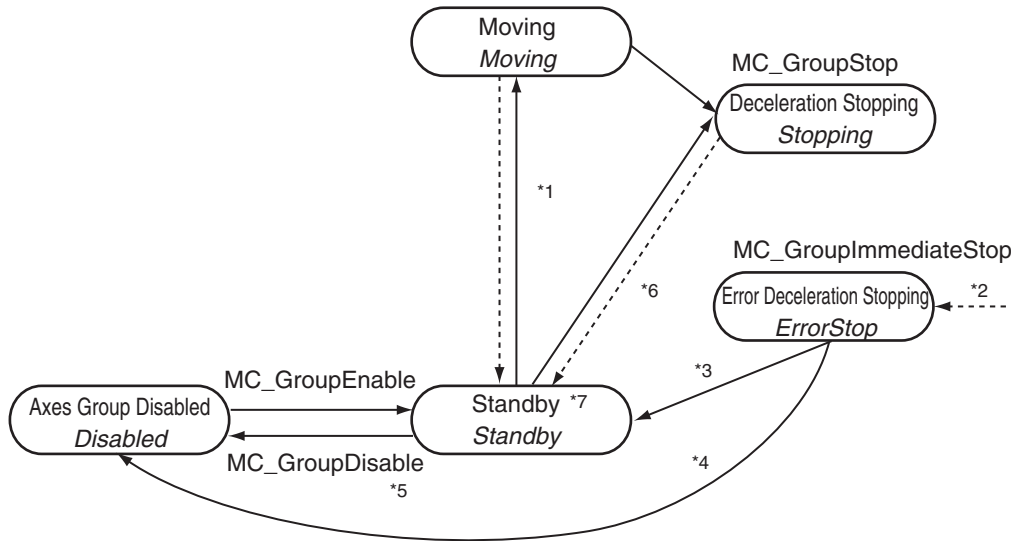 Moving
Moving
MC_GroupStop
Deceleration Stopping
Stopping
*1
MC_GroupImmediateStop
*6
Error Deceleration Stopping
ErrorStop
*2
*3
MC_GroupEnable
Axes Group Disabled
Disabled
Standby *7
Standby
MC_GroupDisable
*4
*5